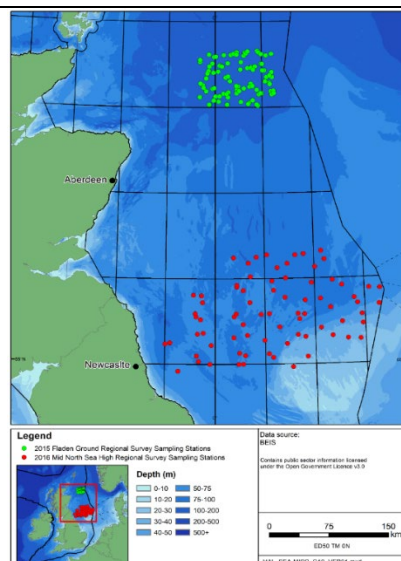 Aberdeen
Newcastle
Legend
2015 Fladen Ground Regional Survey Sampling Stations
2016 Mid North Sea High Regional Survey Sampling Stations
Depth (m)
0-10
10-20
20-30
30-40
40-50
50-75
75-100
100-200
200-500
500+
Data source:
BEIS
Contains public sector information licensed
under the Open Government Licence v3.0
0 75 150
km
ED50 TM 0N